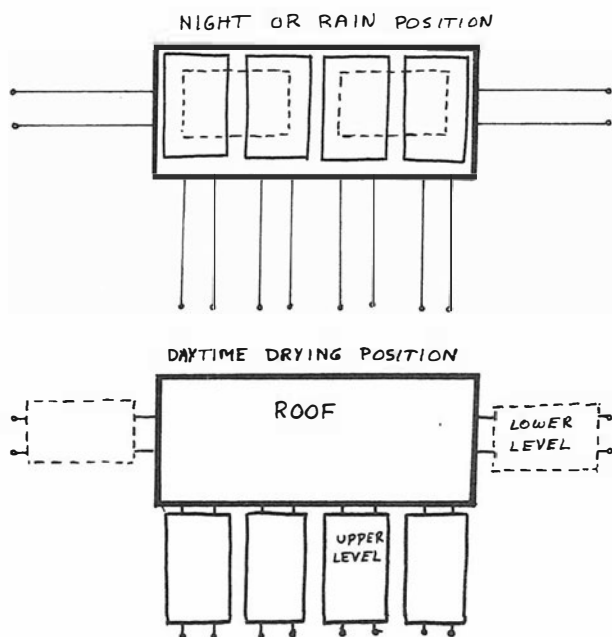 NIGHT OR RAIN POSITION
DAYTIME DRYING POSITION
ROOF
LOWER
LEVEL
UPPER
LEVEL